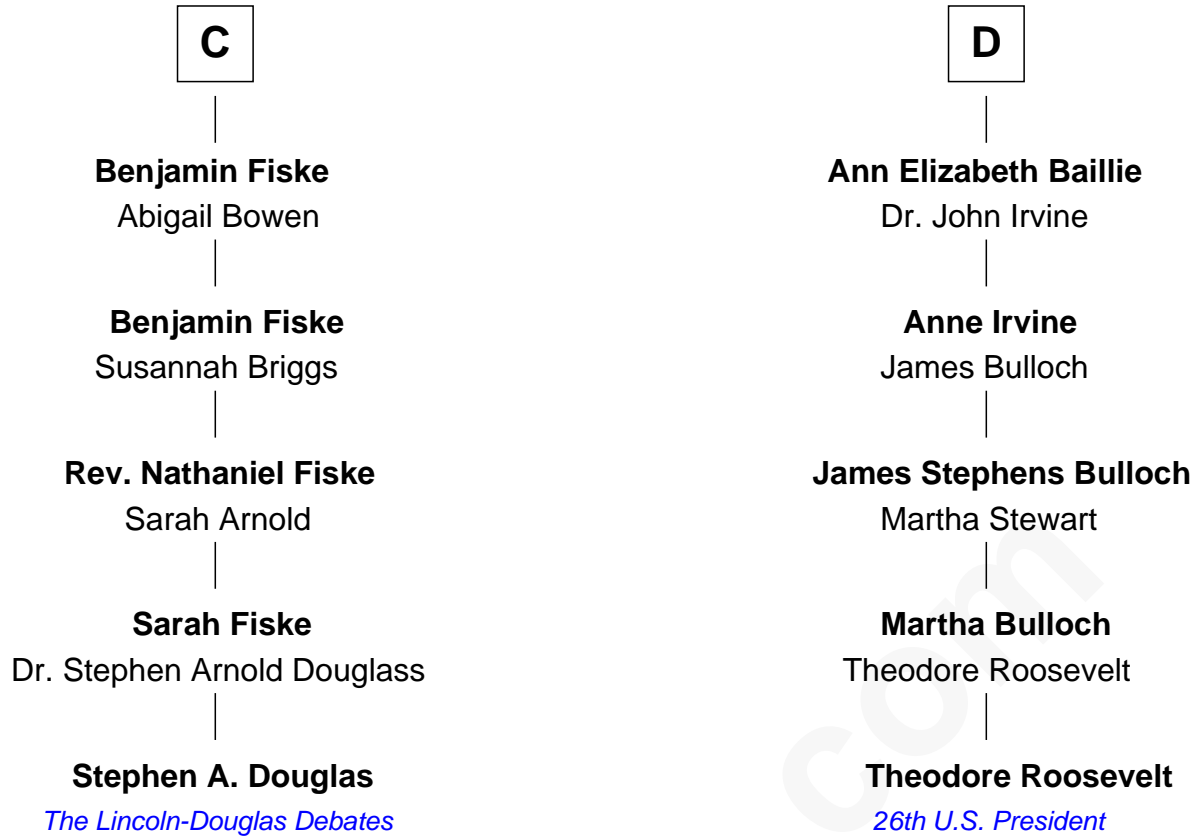 C
Benjamin Fiske
Abigail Bowen
Benjamin Fiske
Susannah Briggs
Rev. Nathaniel Fiske
Sarah Arnold
Sarah Fiske
Dr. Stephen Arnold Douglass
Stephen A. Douglas
The Lincoln-Douglas Debates
D
Ann Elizabeth Baillie
Dr. John Irvine
Anne Irvine
James Bulloch
James Stephens Bulloch
Martha Stewart
Martha Bulloch
Theodore Roosevelt
Theodore Roosevelt
26th U.S. President
com